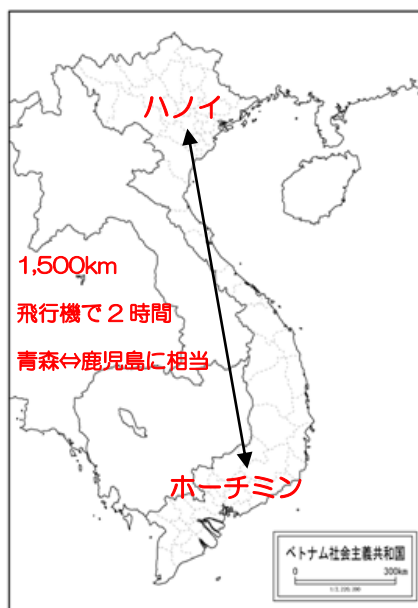 ハノイ
1,500km
飛行機で2時間
青森⇔鹿児島に相当
ホーチミン
ベトナム社会主義共和国
0 300km